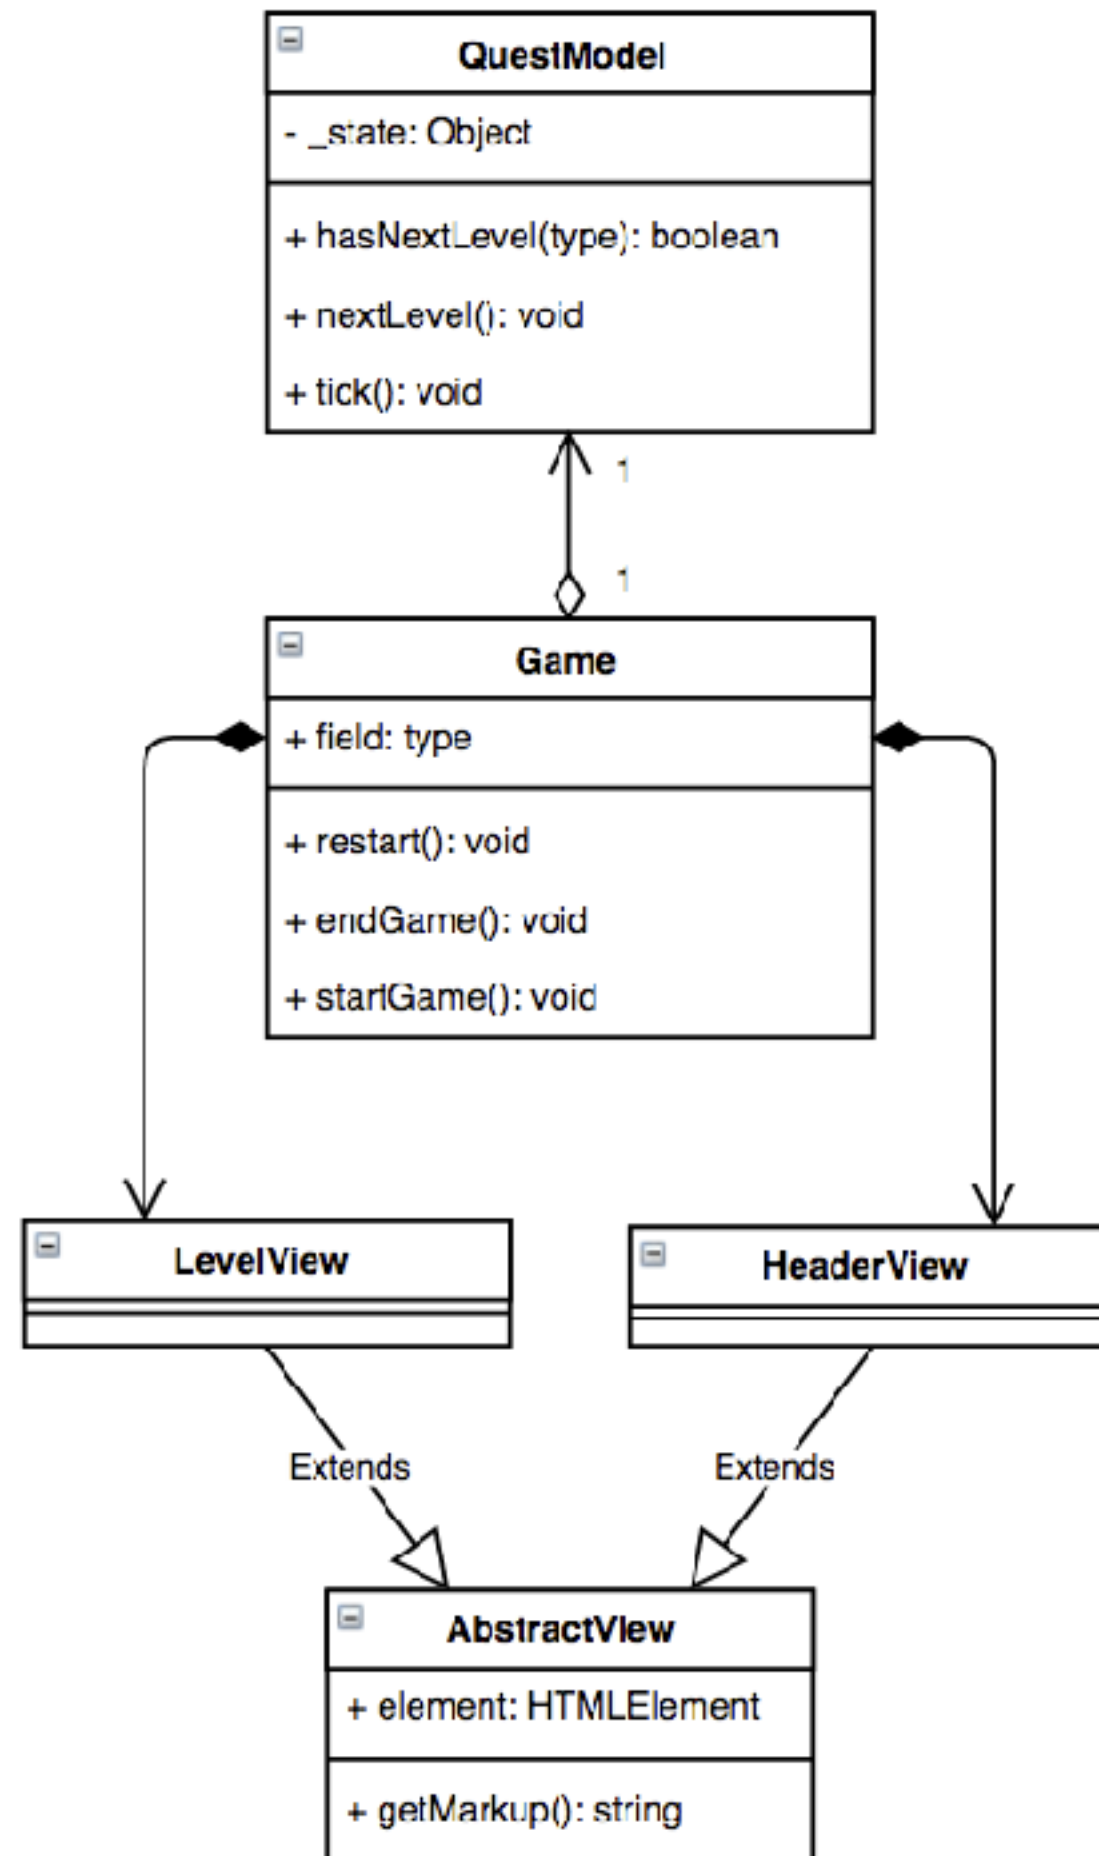 QuestModel
- _state: Object
+ hasNextLevel(type): boolean
+ nextLevel(): void
+ tick(): void
1
1
Game
+ field: type
+ restart(): void
+ endGame(): void
+ startGame(): void
LevelView
HeaderView
Extends
Extends
AbstractView
+ element: HTMLElement
+ getMarkup(): string